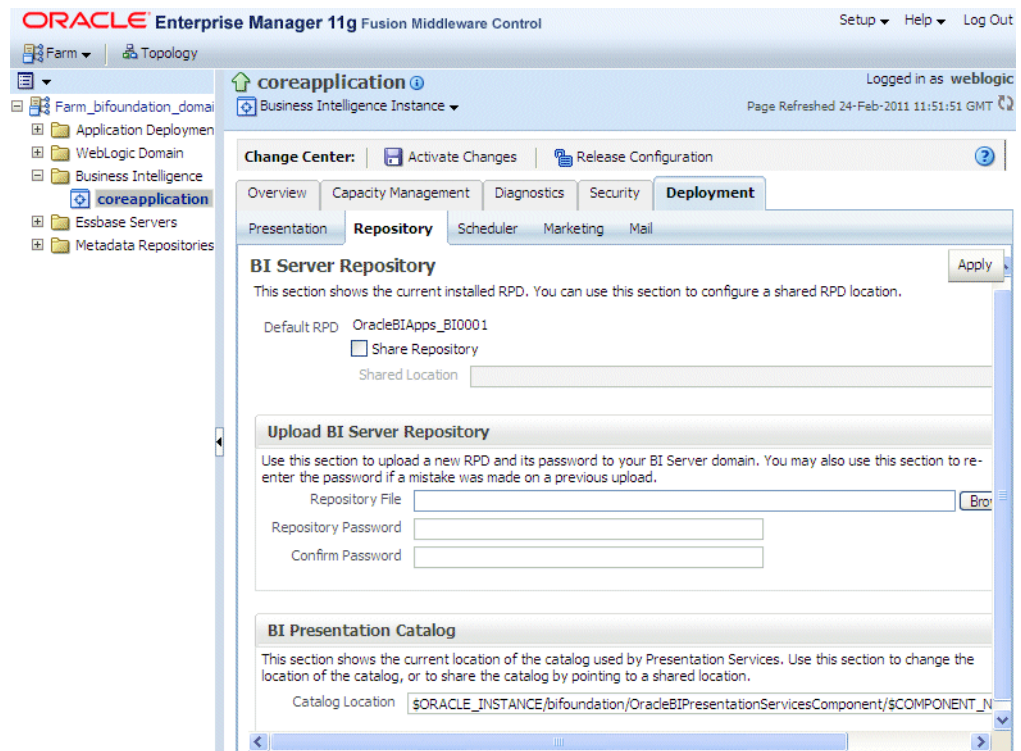 ORACLE Enterprise Manager 11g Fusion Middleware Control
Setup Help Log Out
Farm Topology
coreapplication
Logged in as weblogic
Business Intelligence Instance
Page Refreshed 24-Feb-2011 11:51:51 GMT
Farm_bifoundation_domai
Application Deploymen
WebLogic Domain
Business Intelligence
coreapplication
Essbase Servers
Metadata Repositories
Change Center: Activate Changes Release Configuration
Overview Capacity Management Diagnostics Security Deployment
Presentation Repository Scheduler Marketing Mail
BI Server Repository
Apply
This section shows the current installed RPD. You can use this section to configure a shared RPD location.
Default RPD OracleBIApps_BI0001
Share Repository
Shared Location
Upload BI Server Repository
Use this section to upload a new RPD and its password to your BI Server domain. You may also use this section to re-
enter the password if a mistake was made on a previous upload.
Repository File
Bro
Repository Password
Confirm Password
BI Presentation Catalog
This section shows the current location of the catalog used by Presentation Services. Use this section to change the
location of the catalog, or to share the catalog by pointing to a shared location.
Catalog Location $ORACLE_INSTANCE/bifoundation/OracleBIPresentationServicesComponent/$COMPONENT_N